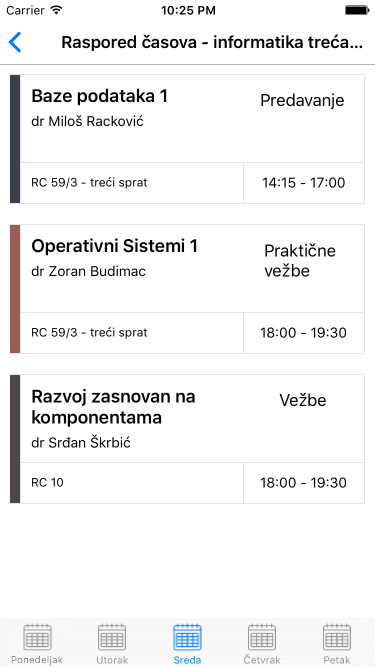 Carrier 10:25 PM
Raspored časova - informatika treća...
Baze podataka 1
Predavanje
dr Miloš Racković
RC 59/3 - treći sprat
14:15 - 17:00
Operativni Sistemi 1
Praktične
vežbe
dr Zoran Budimac
RC 59/3 - treći sprat
18:00 - 19:30
Razvoj zasnovan na
komponentama
Vežbe
dr Srđan Škrbić
RC 10
18:00 - 19:30
Ponedeljak Utorak Sreda Četvrak Petak